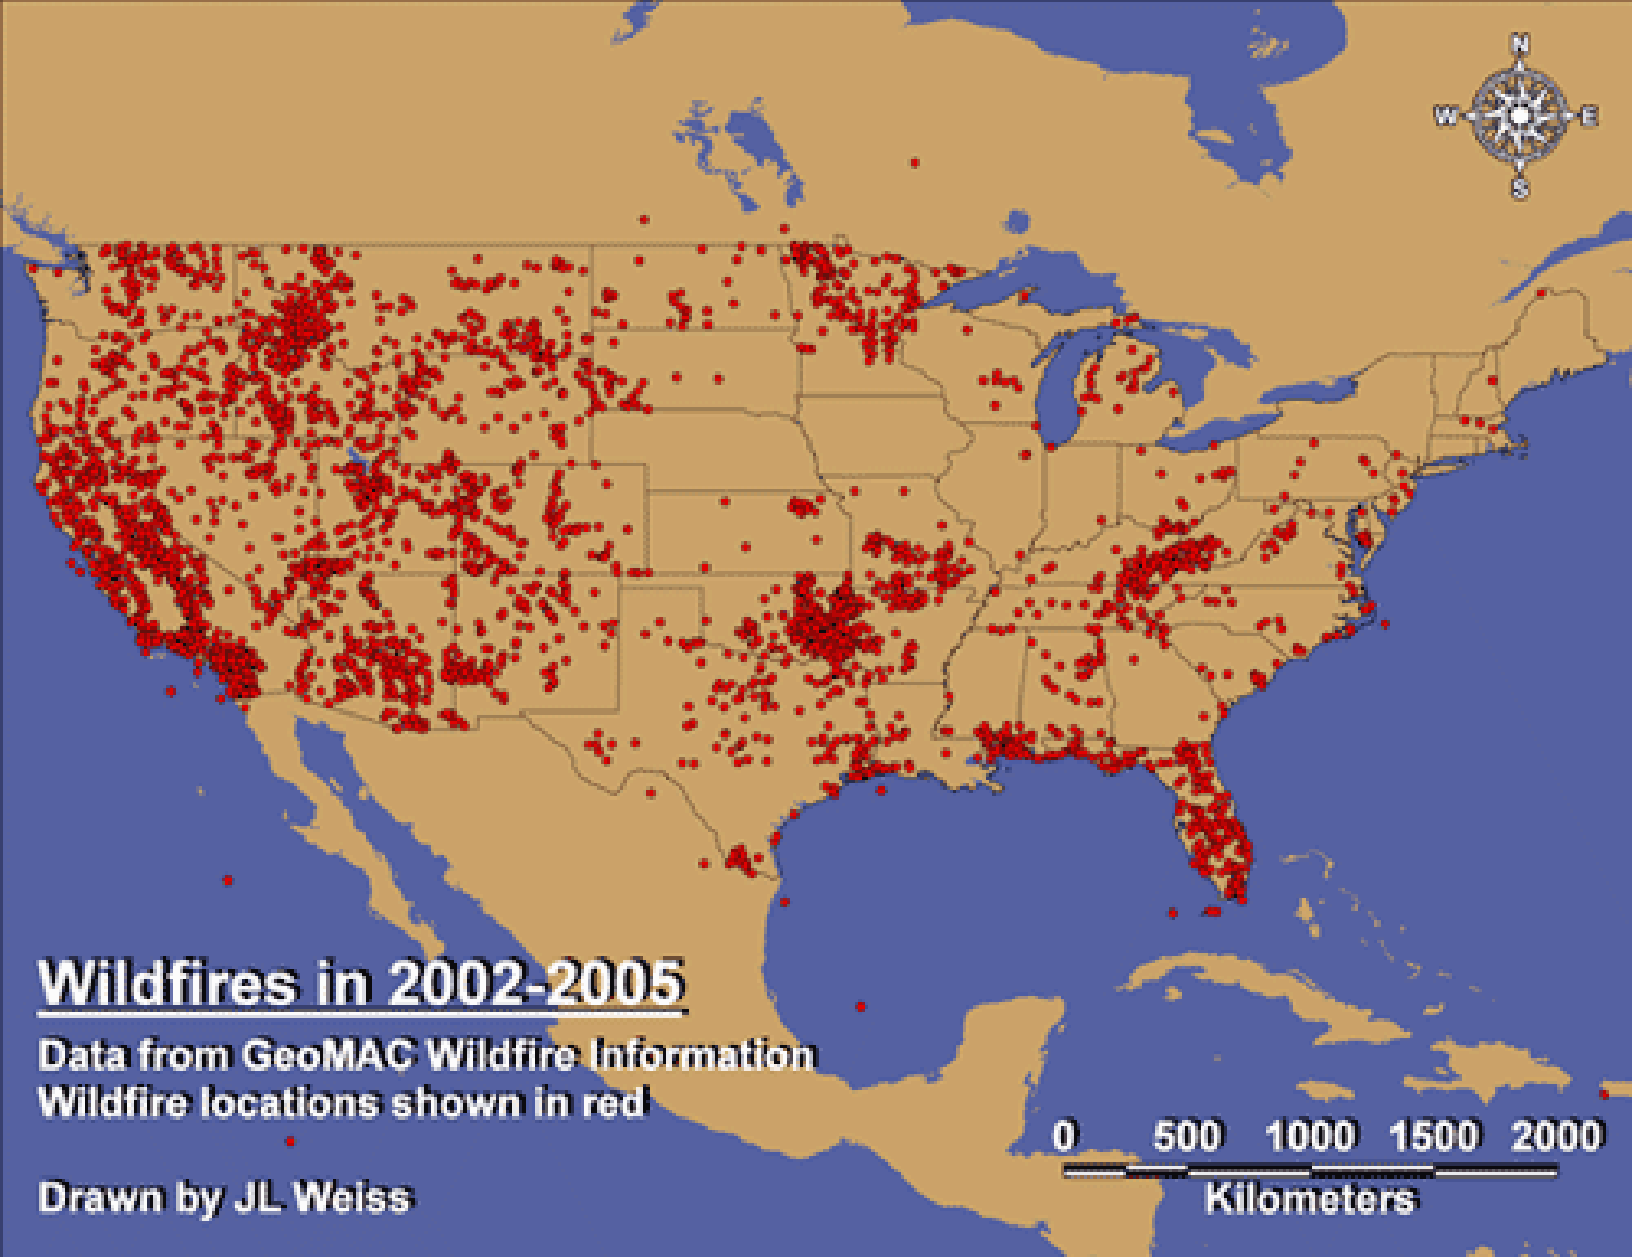 N
W E
S
Wildfires in 2002-2005
Data from GeoMAC Wildfire Information
Wildfire locations shown in red
Drawn by JL Weiss
0 500 1000 1500 2000
Kilometers